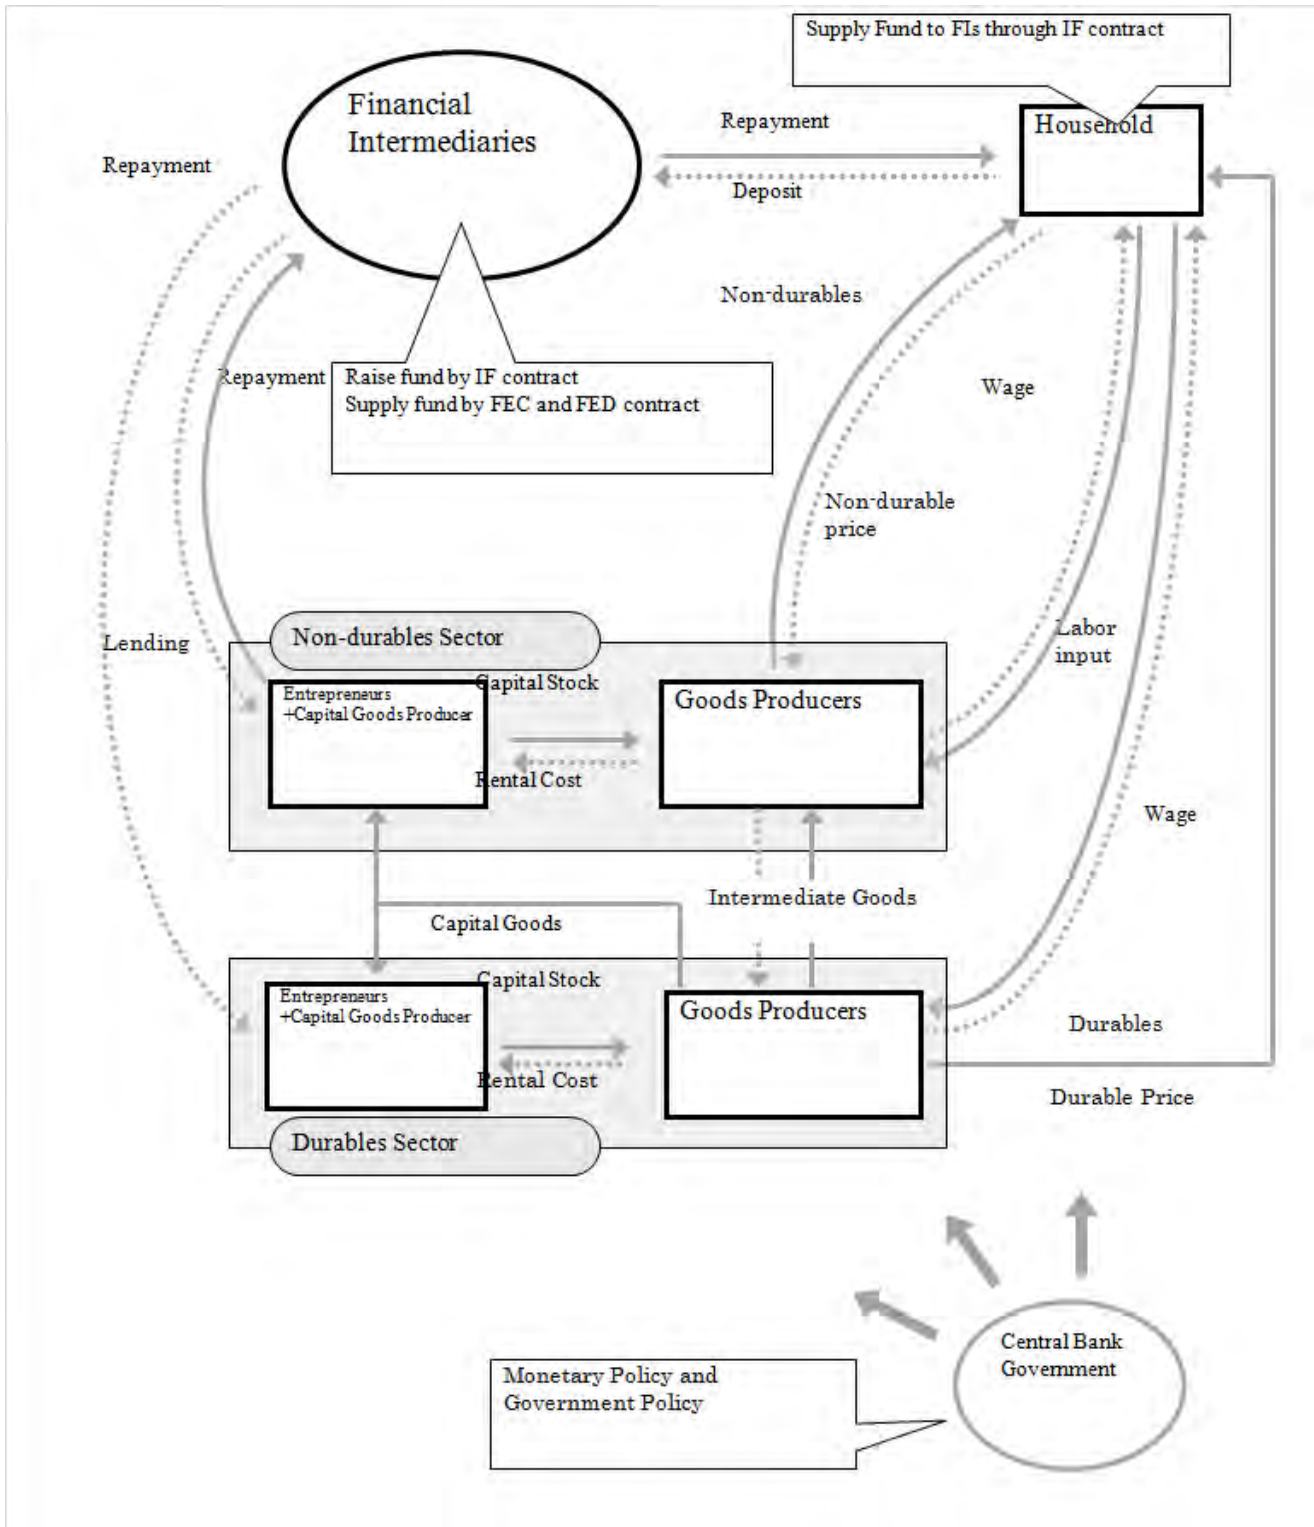 Supply Fund to FIs through IF contract
Financial
Intermediaries
Household
Repayment
Repayment
Deposit
Non-durables
Repayment
Raise fund by IF contract
Supply fund by FEC and FED contract
Wage
Non-durable
price
Lending
Non-durables Sector
Labor
input
Capital Stock
Entrepreneurs
+Capital Goods Producer
Goods Producers
Rental Cost
Wage
Intermediate Goods
Capital Goods
Capital Stock
Entrepreneurs
+Capital Goods Producer
Goods Producers
Durables
Rental Cost
Durable Price
Durables Sector
Central Bank
Government
Monetary Policy and
Government Policy